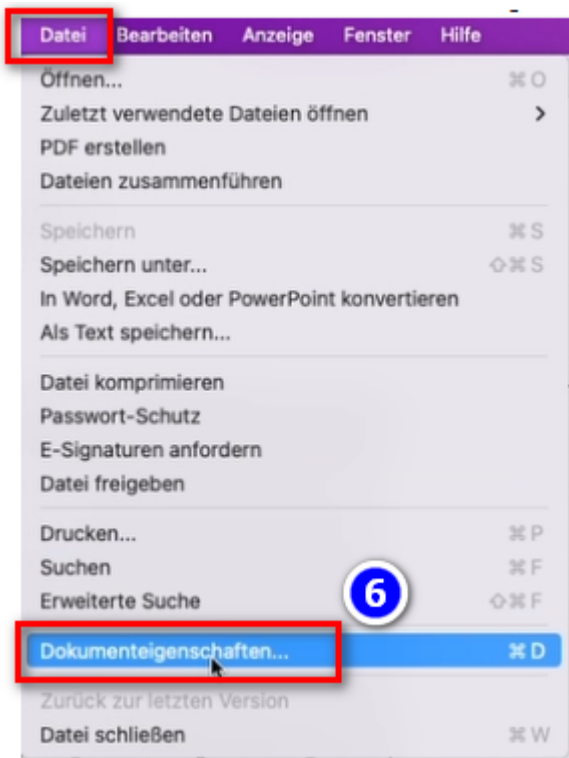 Datei Bearbeiten Anzeige Fenster Hilfe
Öffnen... ⌘ O
Zuletzt verwendete Dateien öffnen >
PDF erstellen
Dateien zusammenführen
Speichern ⌘ S
Speichern unter... ⇧⌘ S
In Word, Excel oder PowerPoint konvertieren
Als Text speichern...
Datei komprimieren
Passwort-Schutz
E-Signaturen anfordern
Datei freigeben
Drucken... ⌘ P
Suchen ⌘ F
Erweiterte Suche ⇧⌘ F
6
Dokumenteigenschaften... ⌘ D
Zurück zur letzten Version
Datei schließen ⌘ W